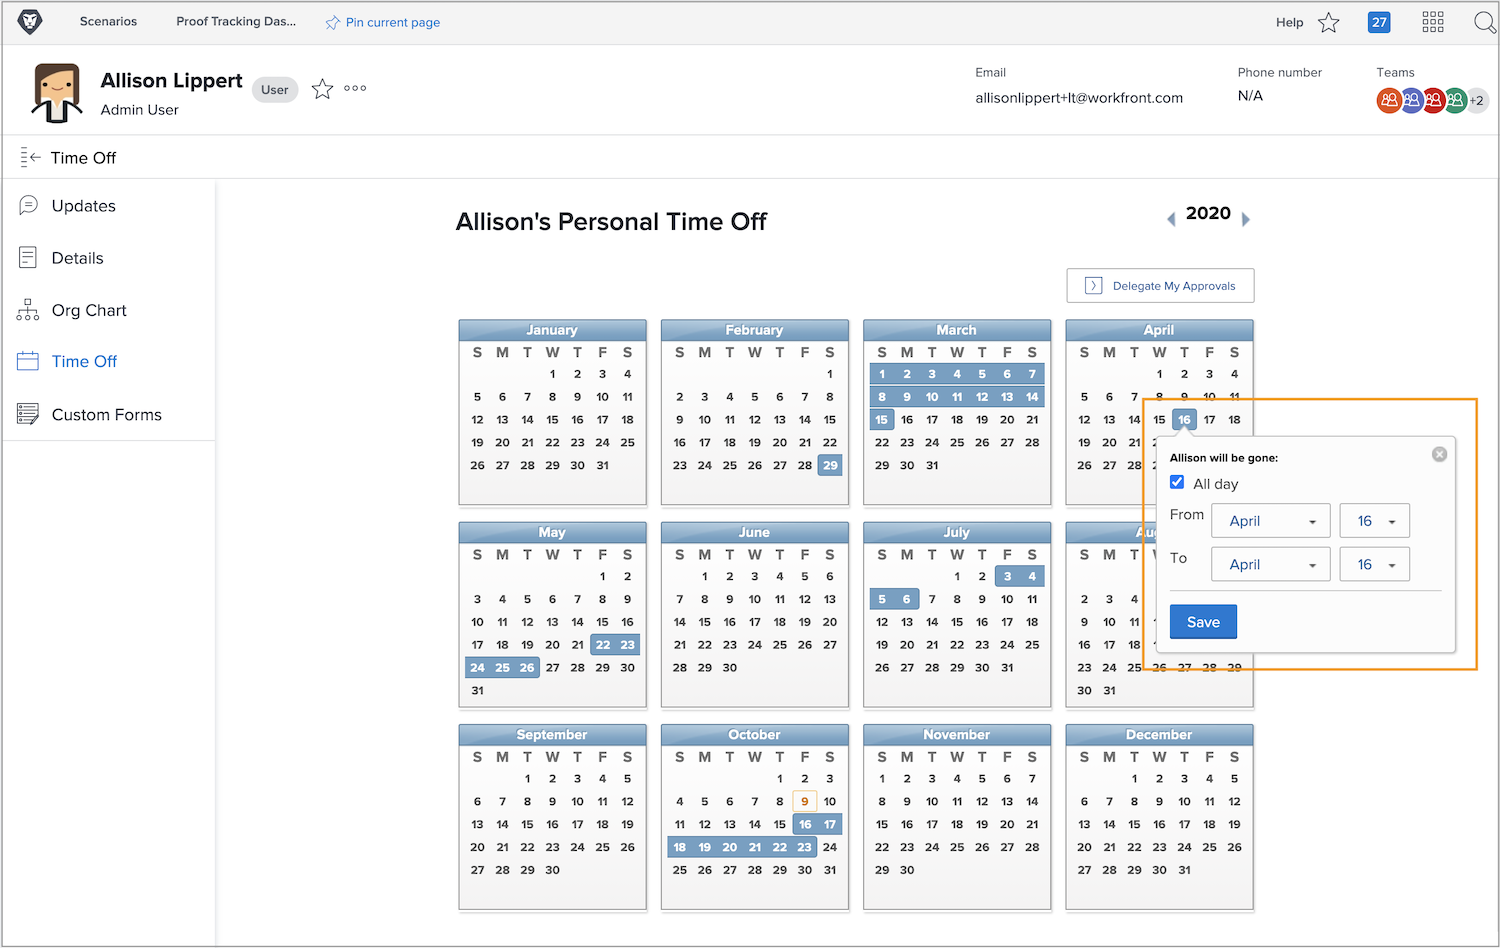 Scenarios
Proof Tracking Das...
Pin current page
Help
27
Allison Lippert
User
Admin User
Email
allisonlippert+lt@workfront.com
Phone number
N/A
Teams
+2
Time Off
Updates
Details
Org Chart
Time Off
Custom Forms
Allison's Personal Time Off
2020
Delegate My Approvals
January
S M T W T F S
1 2 3 4
5 6 7 8 9 10 11
12 13 14 15 16 17 18
19 20 21 22 23 24 25
26 27 28 29 30 31
February
S M T W T F S
1
2 3 4 5 6 7 8
9 10 11 12 13 14 15
16 17 18 19 20 21 22
23 24 25 26 27 28 29
March
S M T W T F S
1 2 3 4 5 6 7
8 9 10 11 12 13 14
15 16 17 18 19 20 21
22 23 24 25 26 27 28
29 30 31
April
S M T W T F S
1 2 3 4
5 6 7 8 9 10 11
12 13 14 15 16 17 18
19 20 21
26 27 28
Allison will be gone:
All day
From
April
16
To
April
16
Save
May
S M T W T F S
1 2
3 4 5 6 7 8 9
10 11 12 13 14 15 16
17 18 19 20 21 22 23
24 25 26 27 28 29 30
31
June
S M T W T F S
1 2 3 4 5 6
7 8 9 10 11 12 13
14 15 16 17 18 19 20
21 22 23 24 25 26 27
28 29 30
July
S M T W T F S
1 2 3 4
5 6 7 8 9 10 11
12 13 14 15 16 17 18
19 20 21 22 23 24 25
26 27 28 29 30 31
S M T
2 3 4
9 10 11
16 17 18
23 24 25 26 27 28 29
30 31
September
S M T W T F S
1 2 3 4 5
6 7 8 9 10 11 12
13 14 15 16 17 18 19
20 21 22 23 24 25 26
27 28 29 30
October
S M T W T F S
1 2 3
4 5 6 7 8 9 10
11 12 13 14 15 16 17
18 19 20 21 22 23 24
25 26 27 28 29 30 31
November
S M T W T F S
1 2 3 4 5 6 7
8 9 10 11 12 13 14
15 16 17 18 19 20 21
22 23 24 25 26 27 28
29 30
December
S M T W T F S
1 2 3 4 5
6 7 8 9 10 11 12
13 14 15 16 17 18 19
20 21 22 23 24 25 26
27 28 29 30 31